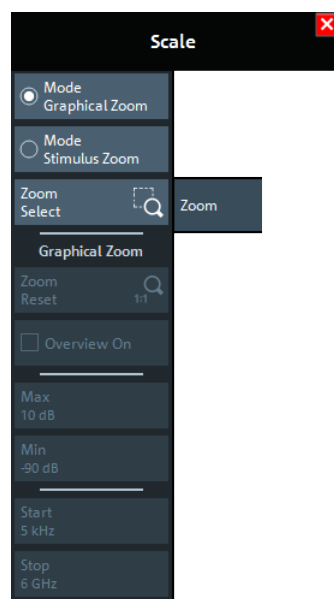 Scale
Mode
Graphical Zoom
Mode
Stimulus Zoom
Zoom
Select
Zoom
Graphical Zoom
Zoom
Reset
1:1
Overview On
Max
10 dB
Min
-90 dB
Start
5 kHz
Stop
6 GHz